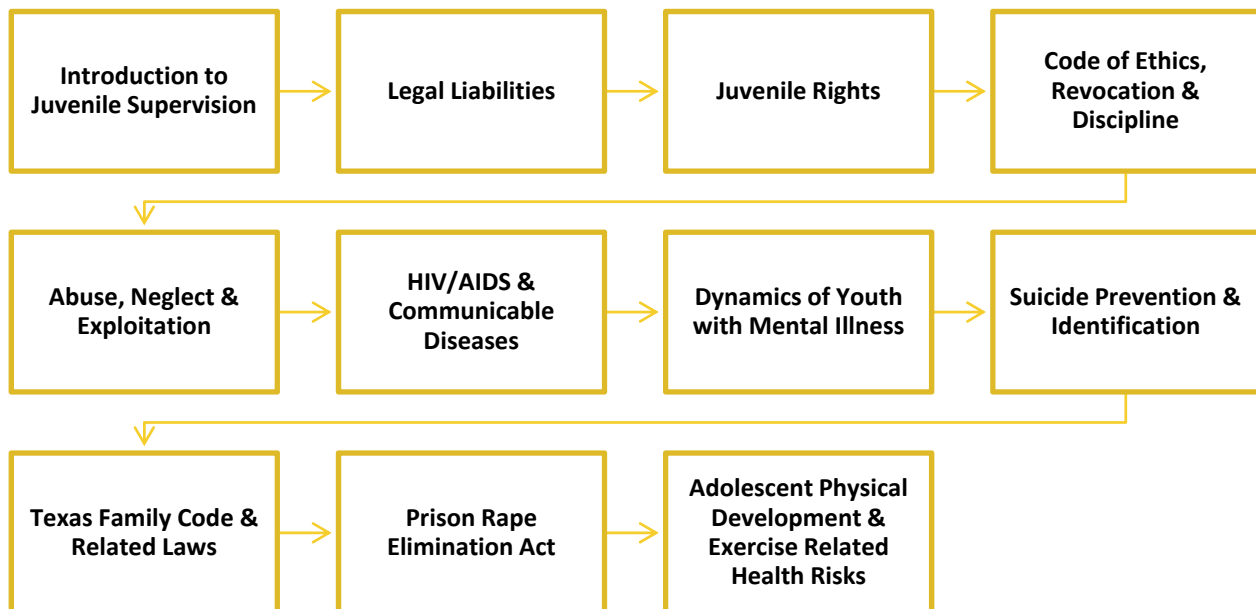 Introduction to
Juvenile Supervision
Legal Liabilities
Juvenile Rights
Code of Ethics,
Revocation &
Discipline
Abuse, Neglect &
Exploitation
HIV/AIDS &
Communicable
Diseases
Dynamics of Youth
with Mental Illness
Suicide Prevention &
Identification
Texas Family Code &
Related Laws
Prison Rape
Elimination Act
Adolescent Physical
Development &
Exercise Related
Health Risks